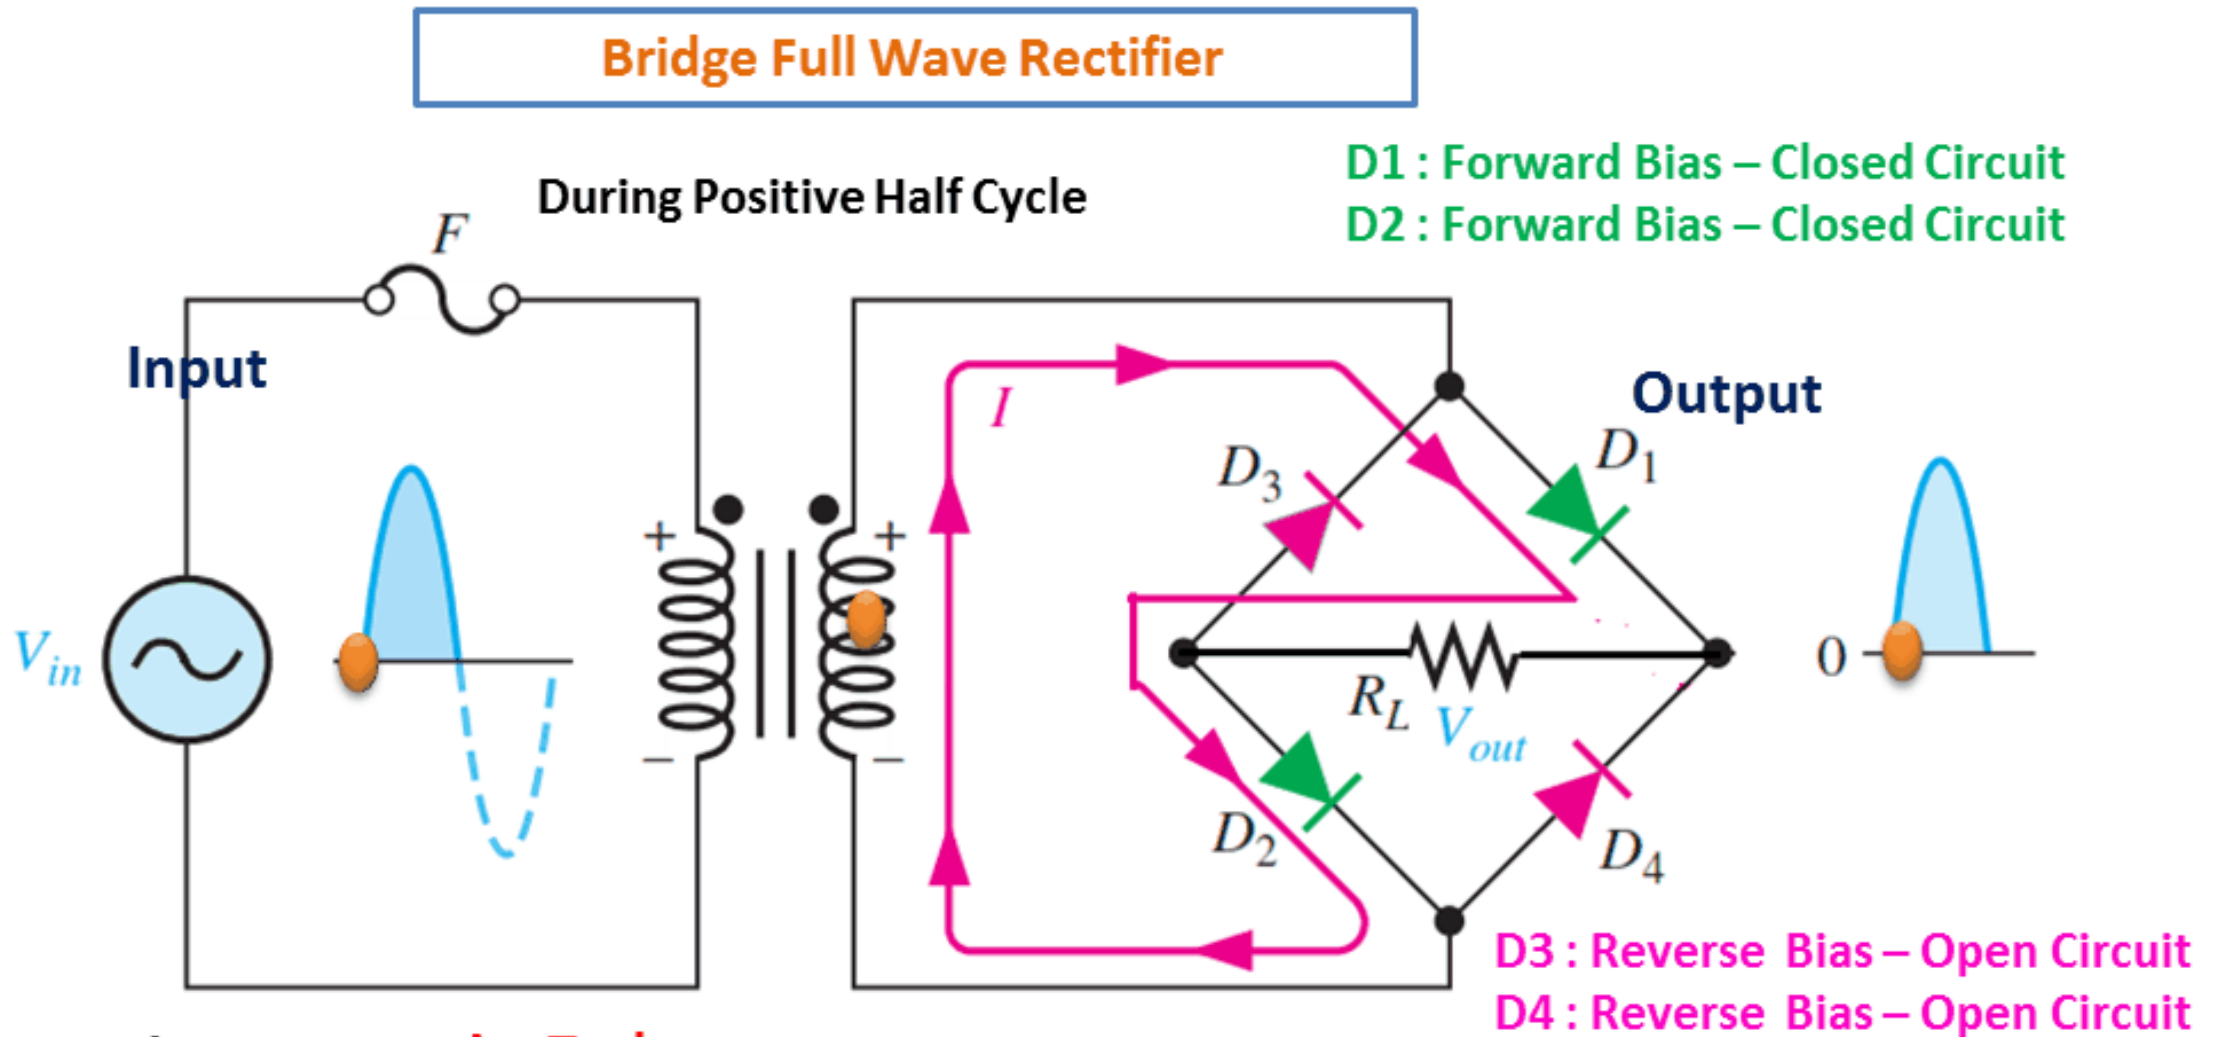 Bridge Full Wave Rectifier
During Positive Half Cycle
D1 : Forward Bias – Closed Circuit
D2 : Forward Bias – Closed Circuit
F
Input
Output
I
D1
D3
+
+
Vin
0
RL
Vout
–
–
D2
D4
D3 : Reverse Bias – Open Circuit
D4 : Reverse Bias – Open Circuit